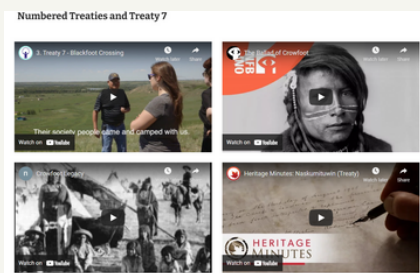 Numbered Treaties and Treaty 7
3. Treaty 7 - Blackfoot Crossing
Watch later
Share
Their society people came and camped with us.
Watch on YouTube
The Ballad of Crowfoot
Watch later
Share
NFB
ONF
Watch on YouTube
R
Crowfoot Legacy
Watch later
Share
Watch on YouTube
Heritage Minutes: Naskumituwin (Treaty)
Watch later
Share
HERITAGE
MINUTES
Watch on YouTube